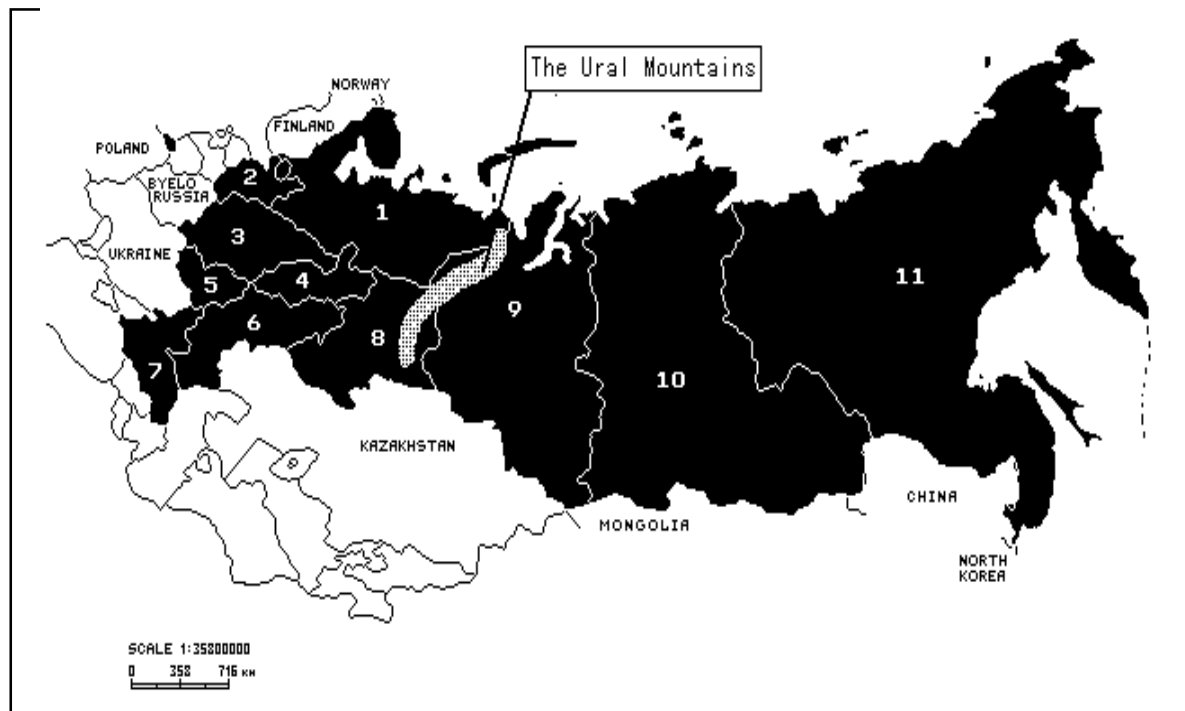 The Ural Mountains
NORWAY
FINLAND
POLAND
BYELO
RUSSIA
2
1
3
UKRAINE
5
4
11
9
6
8
7
10
KAZAKHSTAN
CHINA
MONGOLIA
NORTH
KOREA
SCALE 1:35800000
0 358 716 КМ